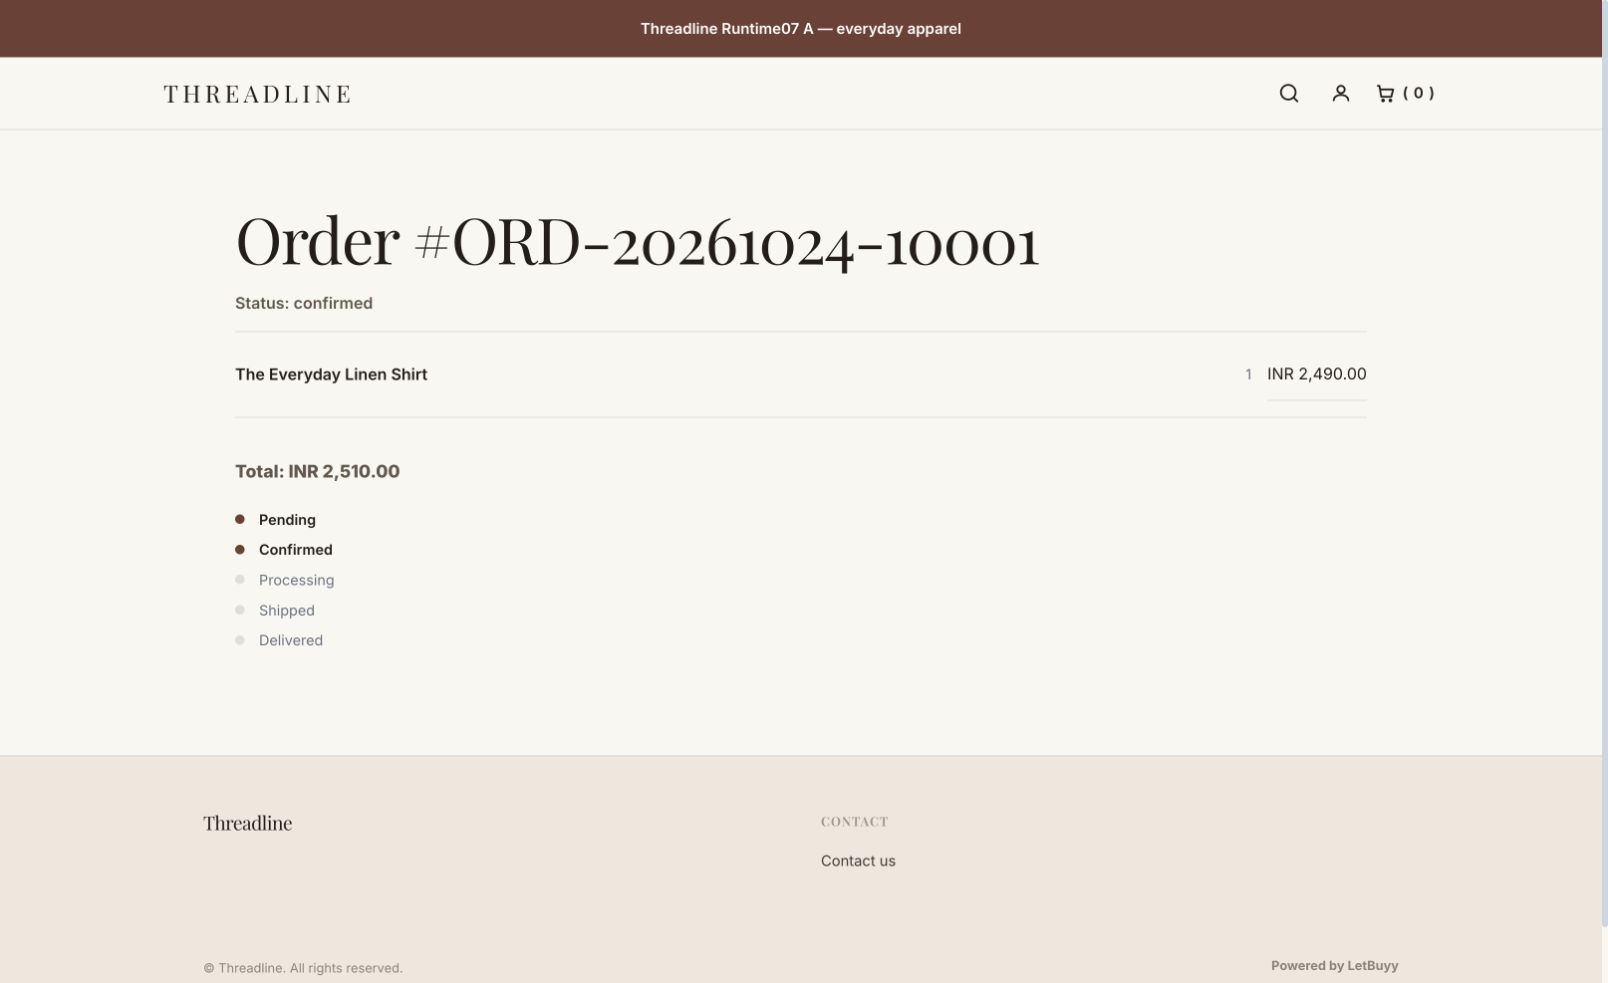 Threadline Runtime07 A — everyday apparel
THREADLINE
( 0 )
Order #ORD-20261024-10001
Status: confirmed
The Everyday Linen Shirt 1 INR 2,490.00
Total: INR 2,510.00
Pending
Confirmed
Processing
Shipped
Delivered
Threadline
CONTACT
Contact us
© Threadline. All rights reserved.
Powered by LetBuyy